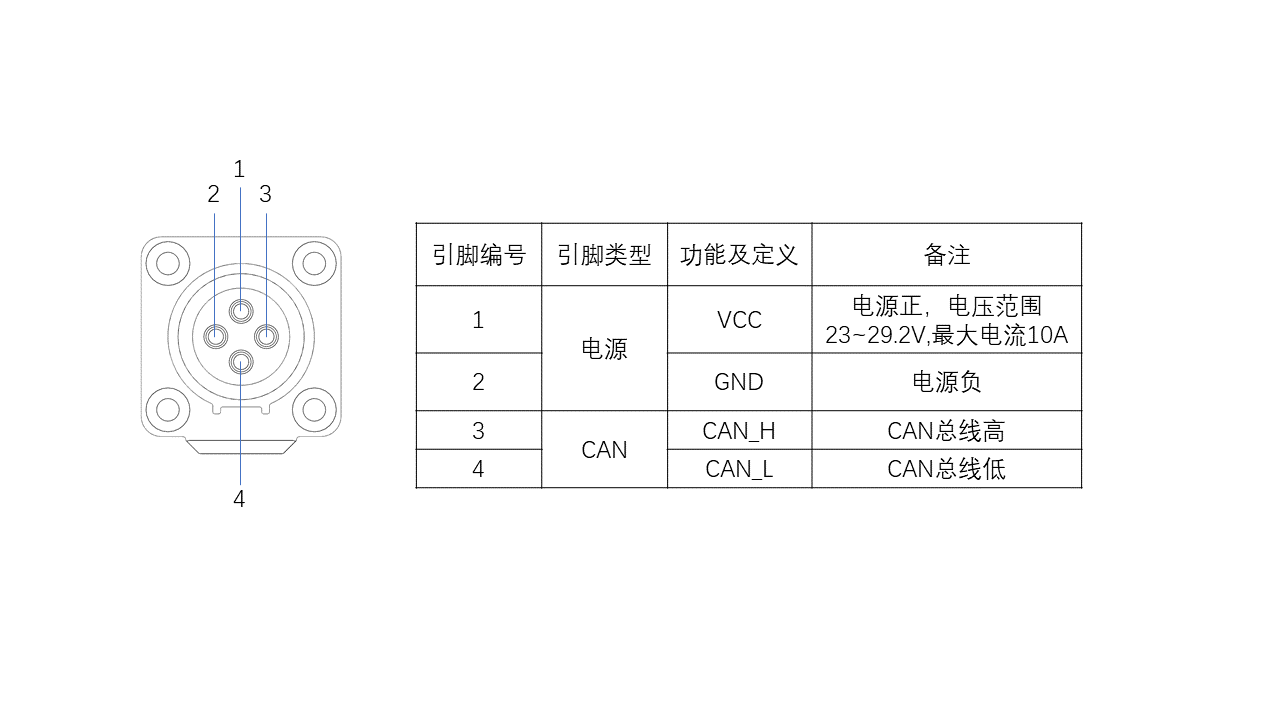 1
2
3
4
引脚编号 引脚类型 功能及定义 备注
1 电源 VCC 电源正，电压范围
23~29.2V,最大电流10A
2 GND 电源负
3 CAN CAN_H CAN总线高
4 CAN_L CAN总线低